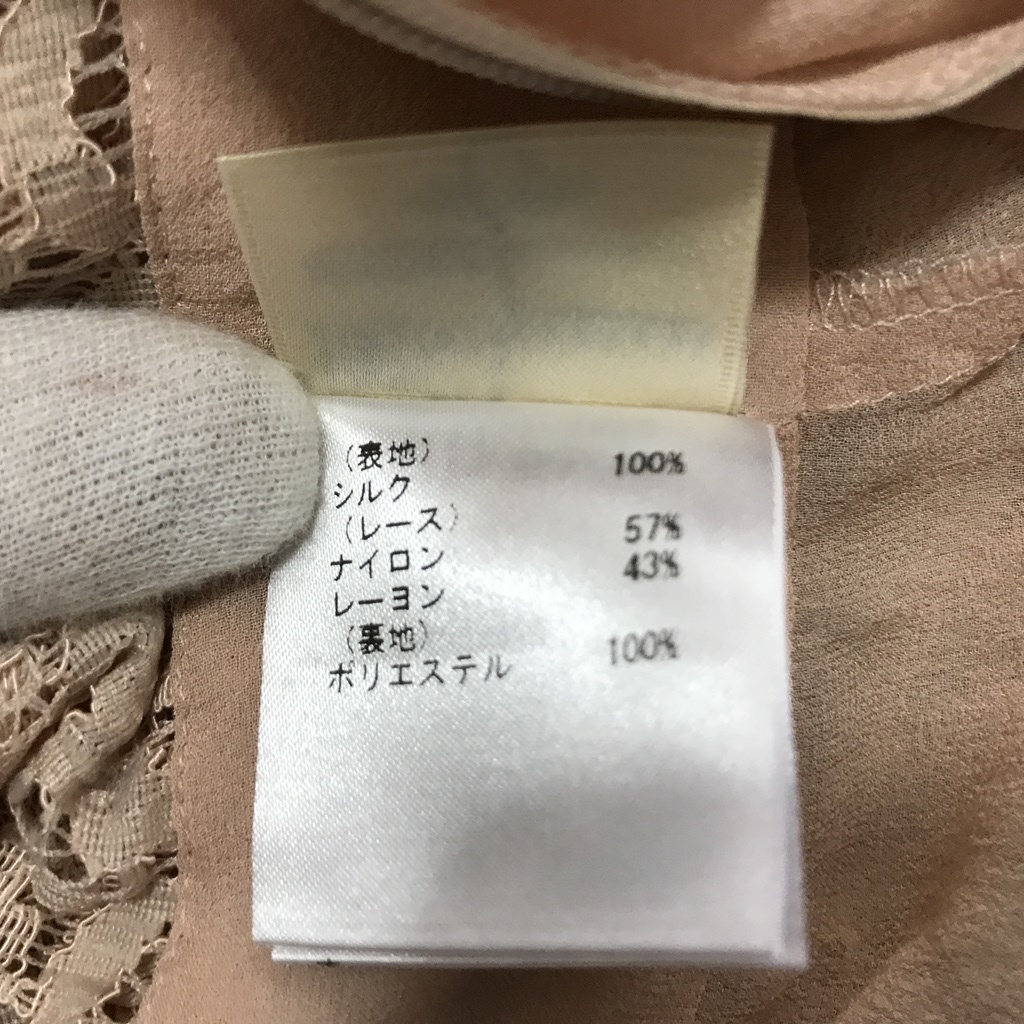 (表地)
シルク 100%
(レース)
ナイロン 57%
レーヨン 43%
(裏地)
ポリエステル 100%